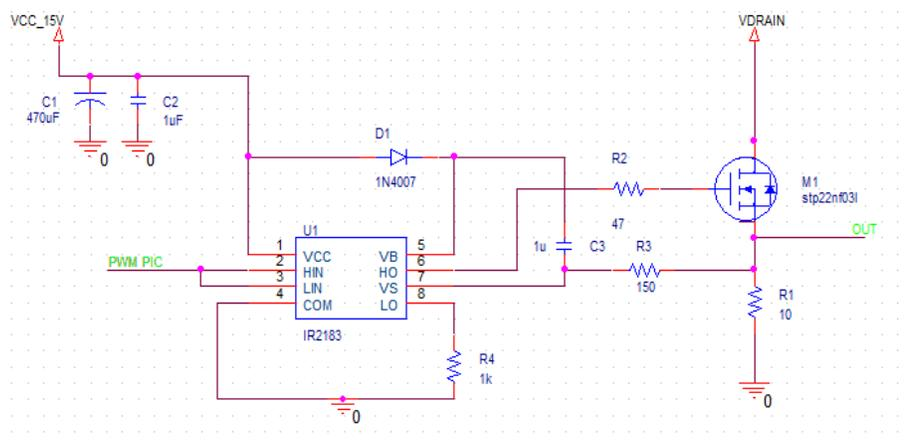 VCC_15V
VDRAIN
C1
470uF
C2
1uF
0
0
D1
1N4007
R2
47
M1
stp22nf03l
OUT
U1
1
2
3
4
VCC
HIN
LIN
COM
VB
HO
VS
LO
5
6
7
8
IR2183
PWM PIC
1u
C3
R3
150
R1
10
R4
1k
0
0